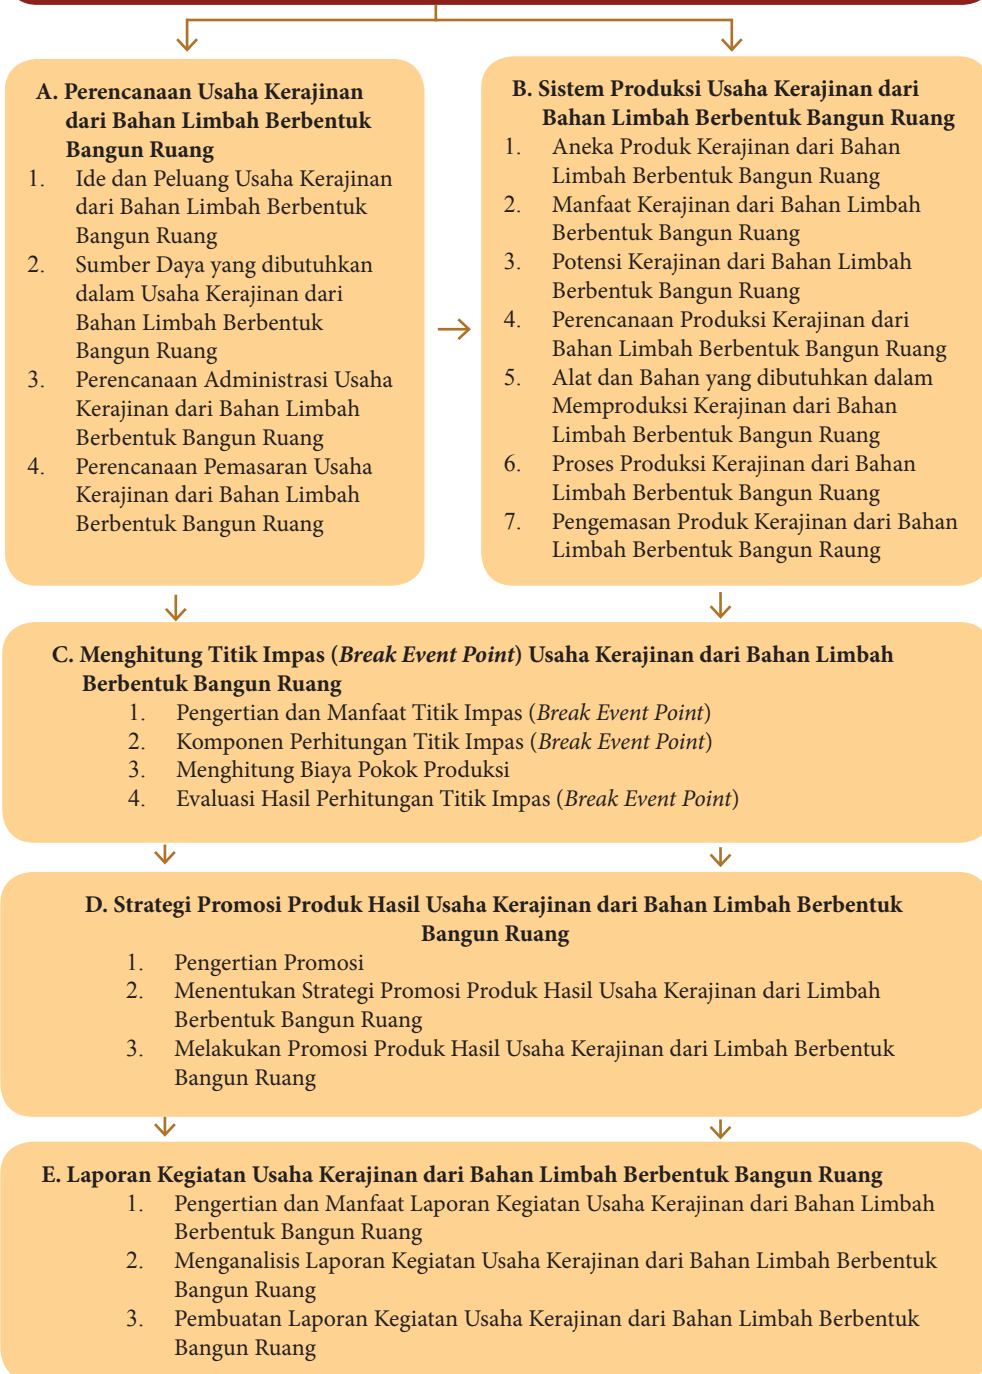 A. Perencanaan Usaha Kerajinan
dari Bahan Limbah Berbentuk
Bangun Ruang
1. Ide dan Peluang Usaha Kerajinan
dari Bahan Limbah Berbentuk
Bangun Ruang
2. Sumber Daya yang dibutuhkan
dalam Usaha Kerajinan dari
Bahan Limbah Berbentuk
Bangun Ruang
3. Perencanaan Administrasi Usaha
Kerajinan dari Bahan Limbah
Berbentuk Bangun Ruang
4. Perencanaan Pemasaran Usaha
Kerajinan dari Bahan Limbah
Berbentuk Bangun Ruang
B. Sistem Produksi Usaha Kerajinan dari
Bahan Limbah Berbentuk Bangun Ruang
1. Aneka Produk Kerajinan dari Bahan
Limbah Berbentuk Bangun Ruang
2. Manfaat Kerajinan dari Bahan Limbah
Berbentuk Bangun Ruang
3. Potensi Kerajinan dari Bahan Limbah
Berbentuk Bangun Ruang
4. Perencanaan Produksi Kerajinan dari
Bahan Limbah Berbentuk Bangun Ruang
5. Alat dan Bahan yang dibutuhkan dalam
Memproduksi Kerajinan dari Bahan
Limbah Berbentuk Bangun Ruang
6. Proses Produksi Kerajinan dari Bahan
Limbah Berbentuk Bangun Ruang
7. Pengemasan Produk Kerajinan dari Bahan
Limbah Berbentuk Bangun Raung
C. Menghitung Titik Impas (Break Event Point) Usaha Kerajinan dari Bahan Limbah
Berbentuk Bangun Ruang
1. Pengertian dan Manfaat Titik Impas (Break Event Point)
2. Komponen Perhitungan Titik Impas (Break Event Point)
3. Menghitung Biaya Pokok Produksi
4. Evaluasi Hasil Perhitungan Titik Impas (Break Event Point)
D. Strategi Promosi Produk Hasil Usaha Kerajinan dari Bahan Limbah Berbentuk
Bangun Ruang
1. Pengertian Promosi
2. Menentukan Strategi Promosi Produk Hasil Usaha Kerajinan dari Limbah
Berbentuk Bangun Ruang
3. Melakukan Promosi Produk Hasil Usaha Kerajinan dari Limbah Berbentuk
Bangun Ruang
E. Laporan Kegiatan Usaha Kerajinan dari Bahan Limbah Berbentuk Bangun Ruang
1. Pengertian dan Manfaat Laporan Kegiatan Usaha Kerajinan dari Bahan Limbah
Berbentuk Bangun Ruang
2. Menganalisis Laporan Kegiatan Usaha Kerajinan dari Bahan Limbah Berbentuk
Bangun Ruang
3. Pembuatan Laporan Kegiatan Usaha Kerajinan dari Bahan Limbah Berbentuk
Bangun Ruang